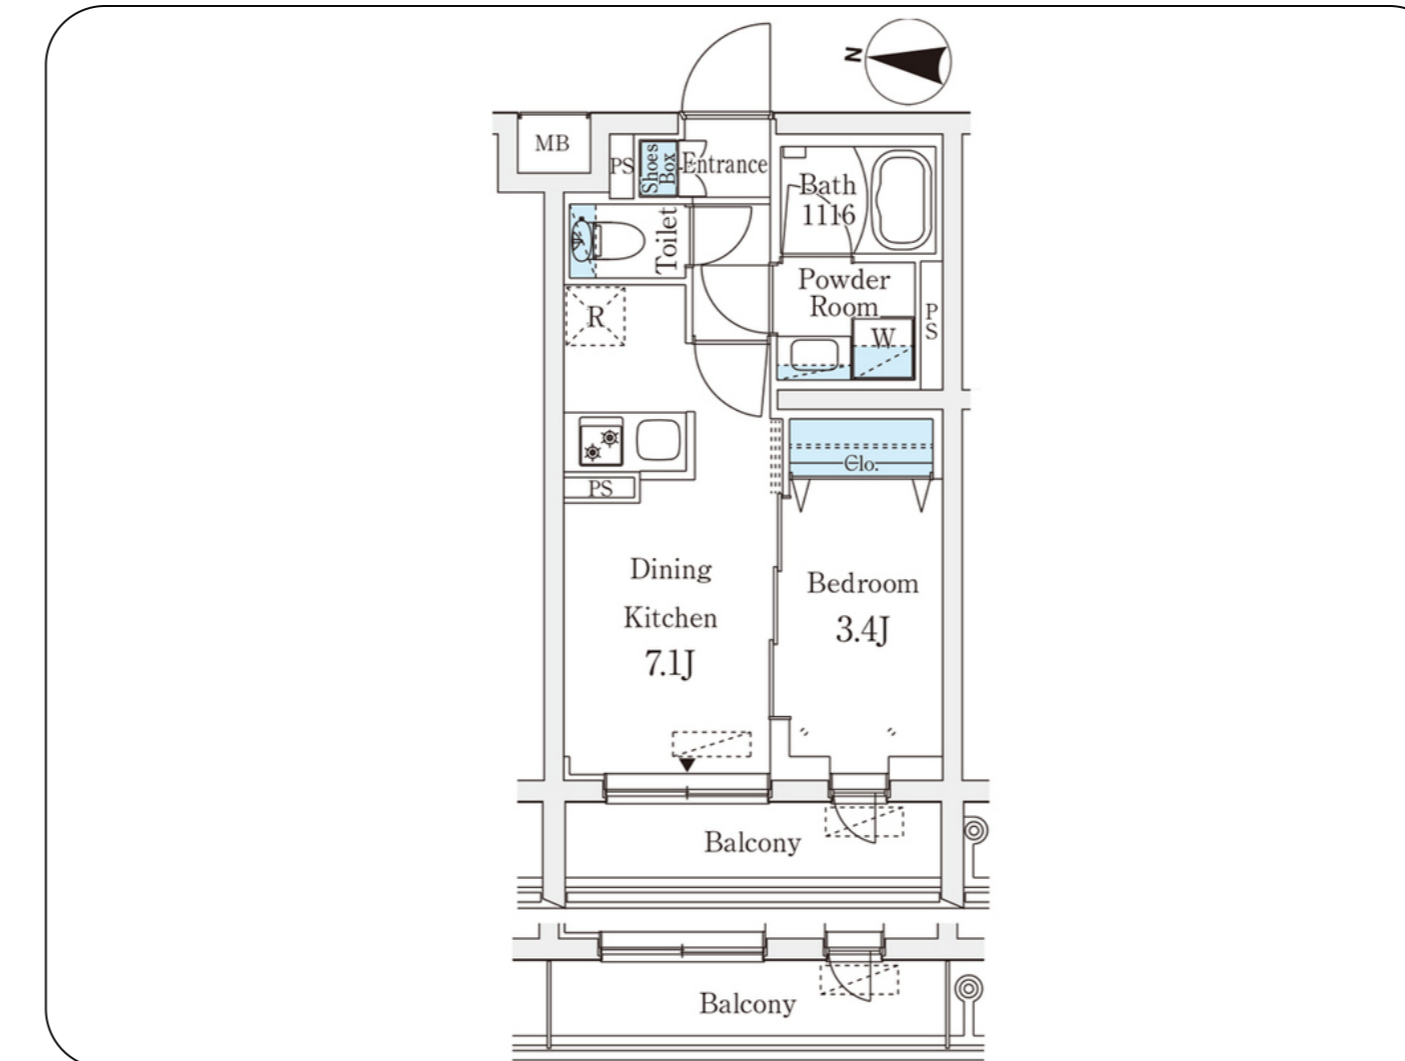 N
MB
PS
Shoes
Box
Entrance
Bath
1116
Toilet
Powder
Room
PS
R
W
Clo.
PS
Dining
Kitchen
7.1J
Bedroom
3.4J
Balcony
Balcony